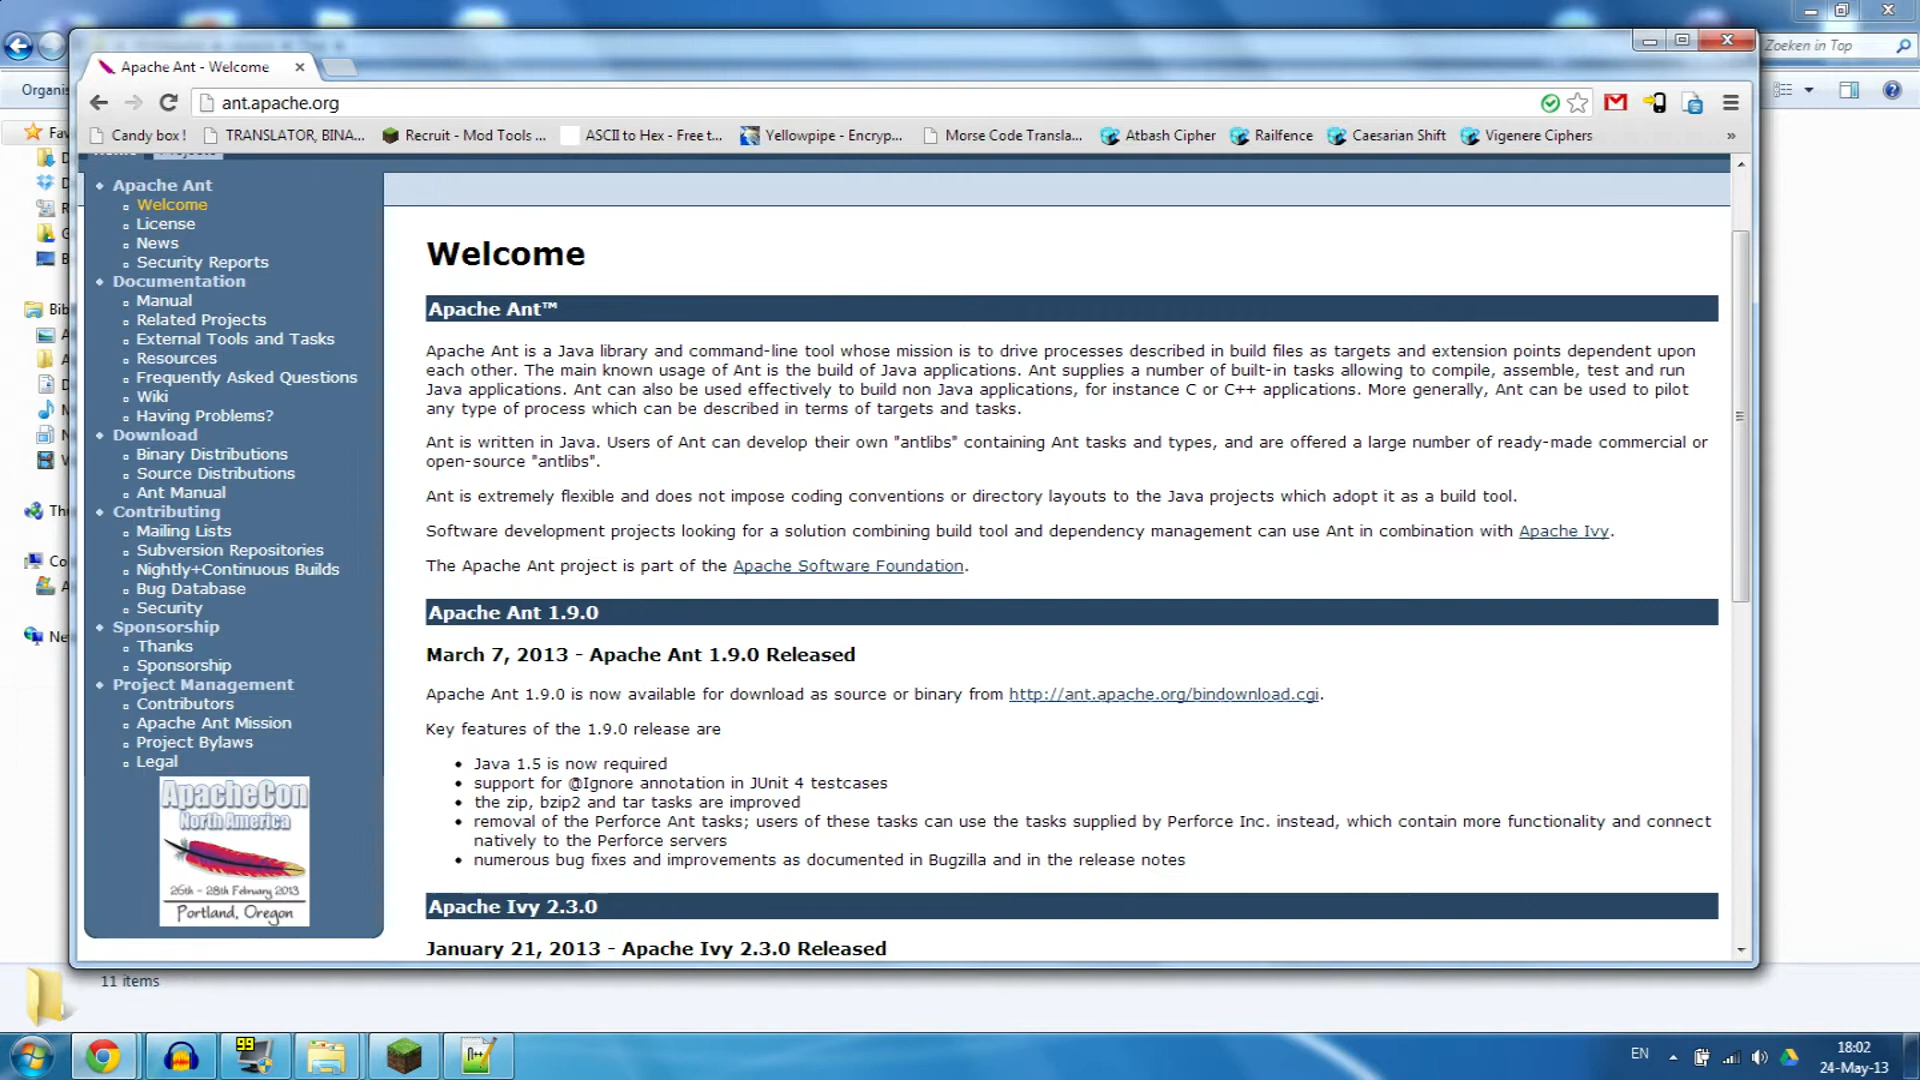 Zoeken in Top
Apache Ant - Welcome
Organis
ant.apache.org
Candy box!
TRANSLATOR, BINA...
Recruit - Mod Tools ...
ASCII to Hex - Free t...
Yellowpipe - Encryp...
Morse Code Transla...
Atbash Cipher
Railfence
Caesarian Shift
Vigenere Ciphers
»
Fav
Bib
Thu
Co
Ne
Apache Ant
Welcome
License
News
Security Reports
Documentation
Manual
Related Projects
External Tools and Tasks
Resources
Frequently Asked Questions
Wiki
Having Problems?
Download
Binary Distributions
Source Distributions
Ant Manual
Contributing
Mailing Lists
Subversion Repositories
Nightly+Continuous Builds
Bug Database
Security
Sponsorship
Thanks
Sponsorship
Project Management
Contributors
Apache Ant Mission
Project Bylaws
Legal
ApacheCon
North America
26th - 28th February 2013
Portland, Oregon
Welcome
Apache Ant™
Apache Ant is a Java library and command-line tool whose mission is to drive processes described in build files as targets and extension points dependent upon
each other. The main known usage of Ant is the build of Java applications. Ant supplies a number of built-in tasks allowing to compile, assemble, test and run
Java applications. Ant can also be used effectively to build non Java applications, for instance C or C++ applications. More generally, Ant can be used to pilot
any type of process which can be described in terms of targets and tasks.
Ant is written in Java. Users of Ant can develop their own "antlibs" containing Ant tasks and types, and are offered a large number of ready-made commercial or
open-source "antlibs".
Ant is extremely flexible and does not impose coding conventions or directory layouts to the Java projects which adopt it as a build tool.
Software development projects looking for a solution combining build tool and dependency management can use Ant in combination with Apache Ivy.
The Apache Ant project is part of the Apache Software Foundation.
Apache Ant 1.9.0
March 7, 2013 - Apache Ant 1.9.0 Released
Apache Ant 1.9.0 is now available for download as source or binary from http://ant.apache.org/bindownload.cgi.
Key features of the 1.9.0 release are
Java 1.5 is now required
support for @Ignore annotation in JUnit 4 testcases
the zip, bzip2 and tar tasks are improved
removal of the Perforce Ant tasks; users of these tasks can use the tasks supplied by Perforce Inc. instead, which contain more functionality and connect
natively to the Perforce servers
numerous bug fixes and improvements as documented in Bugzilla and in the release notes
Apache Ivy 2.3.0
January 21, 2013 - Apache Ivy 2.3.0 Released
11 items
99
EN
18:02
24-May-13